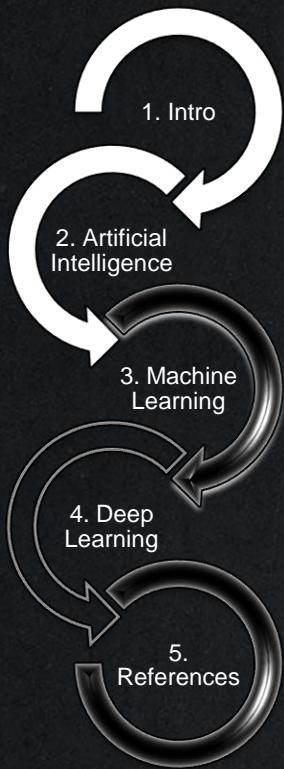 1. Intro
2. Artificial
Intelligence
3. Machine
Learning
4. Deep
Learning
5.
References